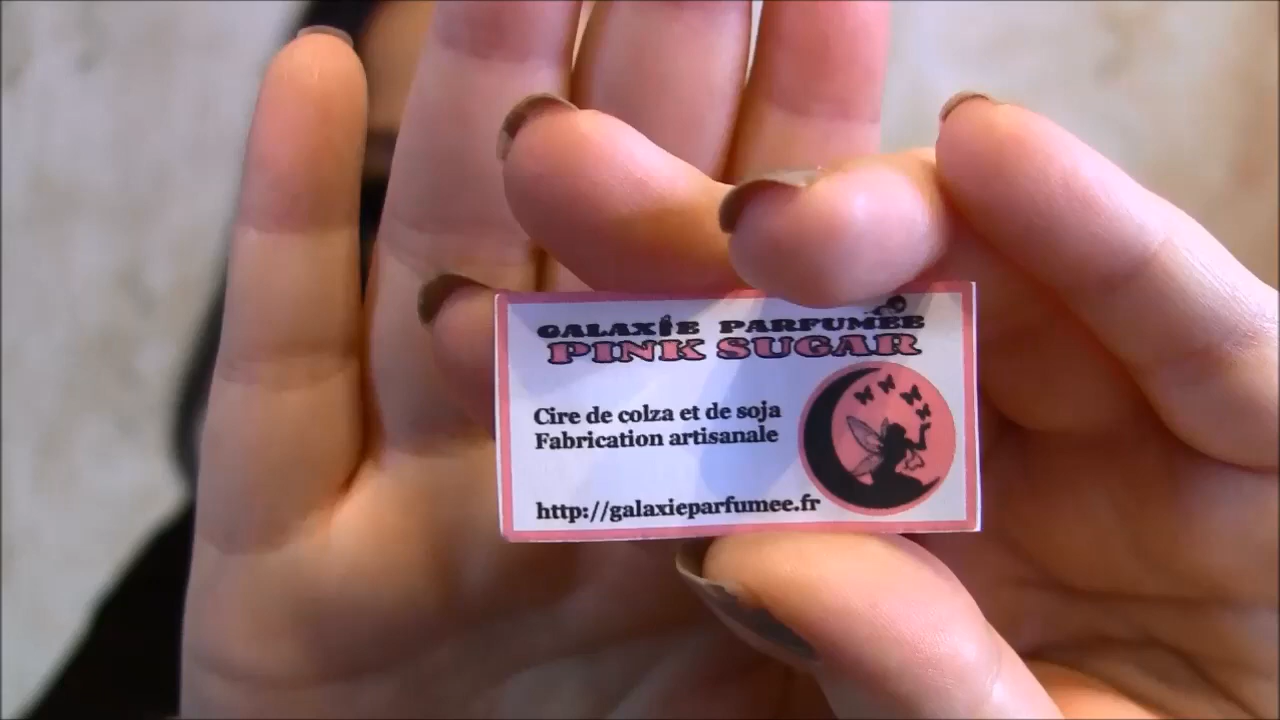 GALAXIE PARFUMEE
PINK SUGAR
Cire de colza et de soja
Fabrication artisanale
http://galaxieparfumee.fr